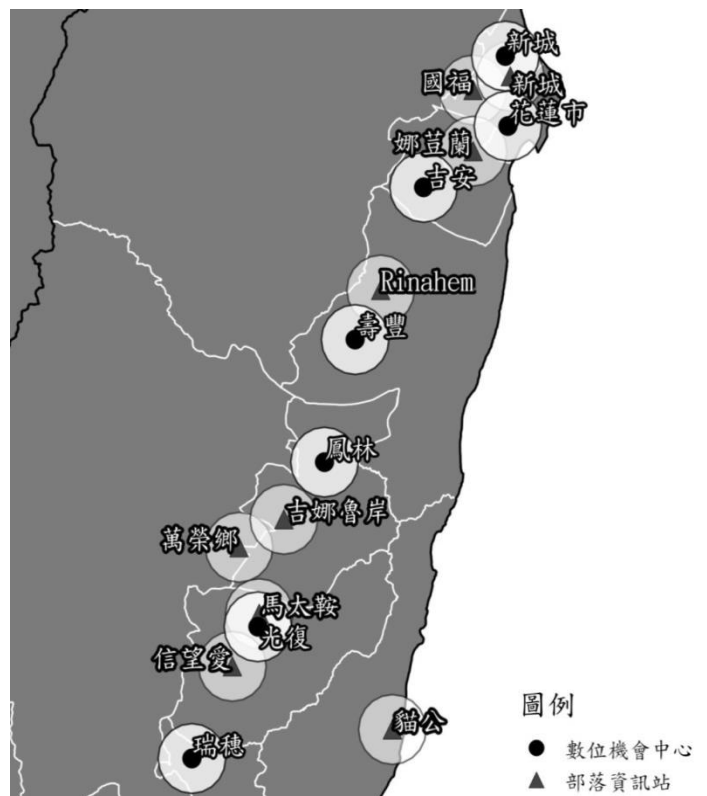 新城
國福
新城
花蓮市
娜荳蘭
吉安
Rinahem
壽豐
鳳林
吉娜魯岸
萬榮鄉
馬太鞍
光復
信望愛
貓公
瑞穗
圖例
數位機會中心
部落資訊站